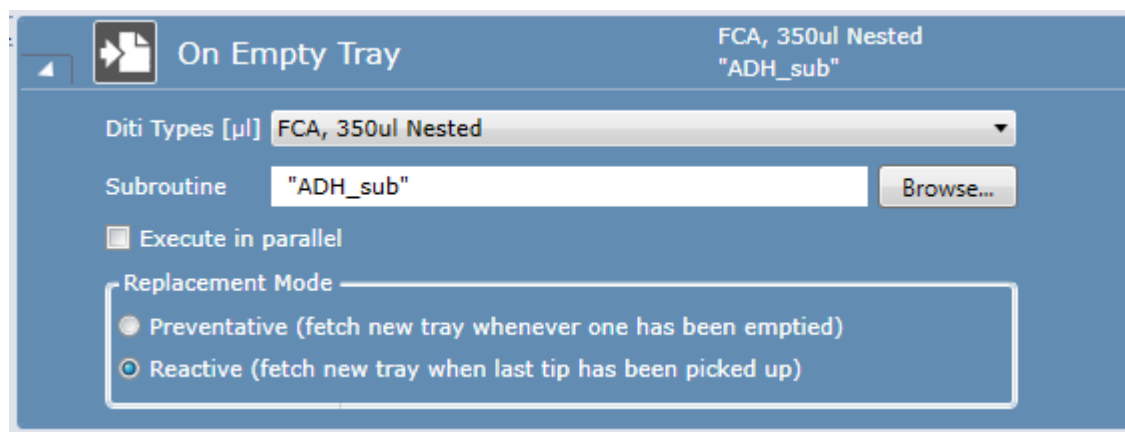 On Empty Tray
FCA, 350ul Nested
"ADH_sub"
Diti Types [µl] FCA, 350ul Nested
Subroutine "ADH_sub" Browse...
Execute in parallel
Replacement Mode
Preventative (fetch new tray whenever one has been emptied)
Reactive (fetch new tray when last tip has been picked up)